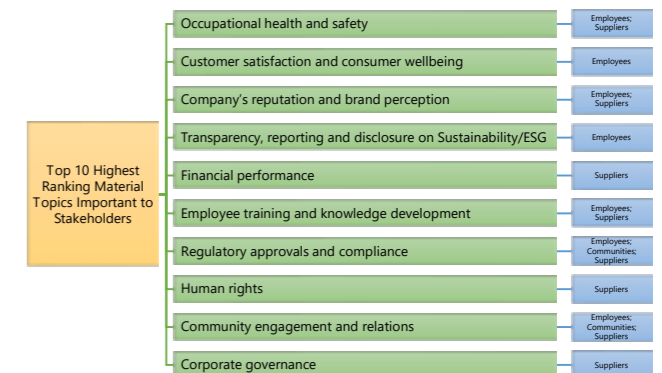 Top 10 Highest
Ranking Material
Topics Important to
Stakeholders
Occupational health and safety
Employees;
Suppliers
Customer satisfaction and consumer wellbeing
Employees
Company's reputation and brand perception
Employees;
Suppliers
Transparency, reporting and disclosure on Sustainability/ESG
Employees
Financial performance
Suppliers
Employee training and knowledge development
Employees;
Suppliers
Regulatory approvals and compliance
Employees;
Communities;
Suppliers
Human rights
Suppliers
Community engagement and relations
Employees;
Communities;
Suppliers
Corporate governance
Suppliers